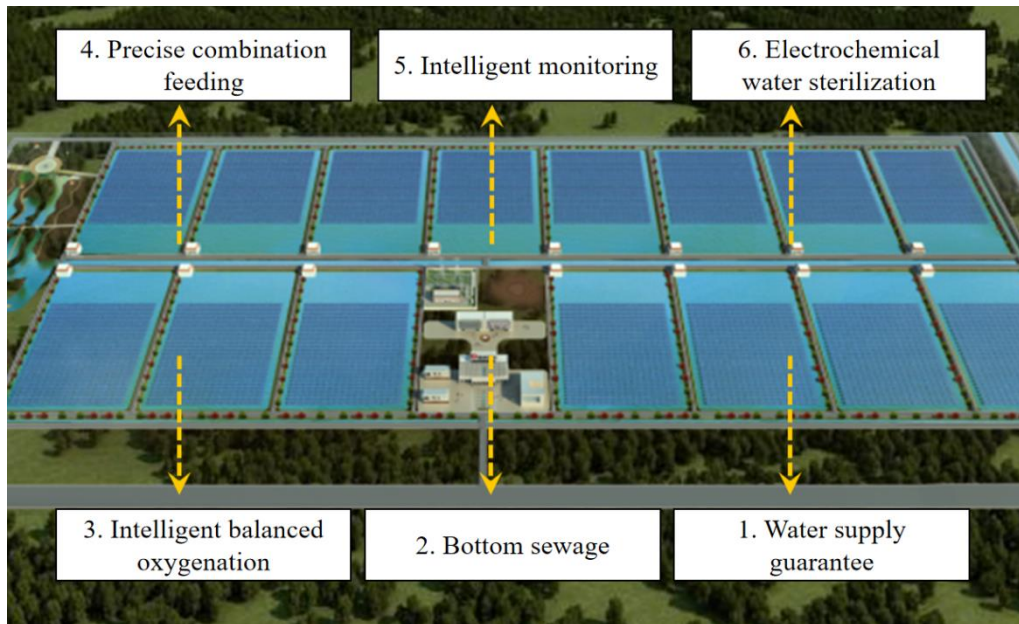 4. Precise combination
feeding
5. Intelligent monitoring
6. Electrochemical
water sterilization
3. Intelligent balanced
oxygenation
2. Bottom sewage
1. Water supply
guarantee